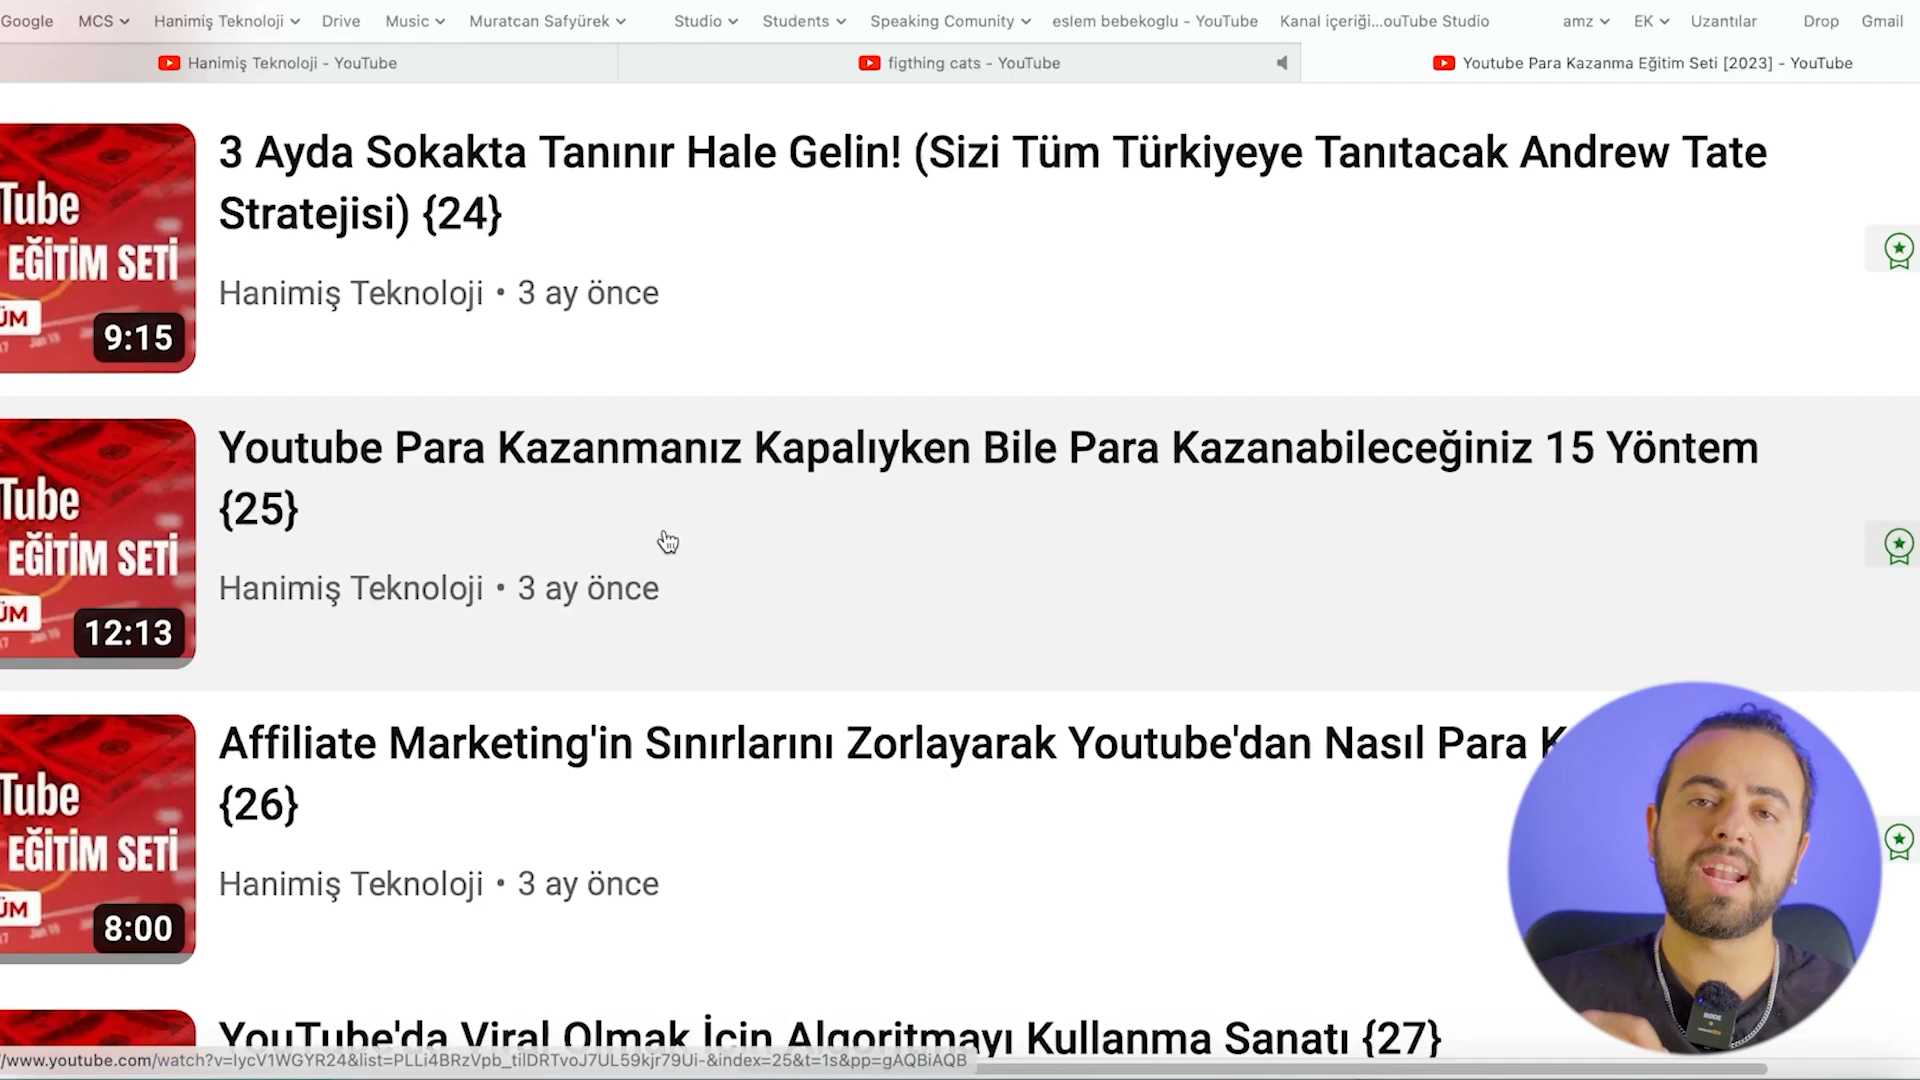 Google MCS Hanimiş Teknoloji Drive Music Muratcan Safyürek Studio Students Speaking Comunity eslem bebekoglu - YouTube Kanal içeriği...ouTube Studio amz EK Uzantılar Drop Gmail
Hanimiş Teknoloji - YouTube figthing cats - YouTube Youtube Para Kazanma Eğitim Seti [2023] - YouTube
Tube
EĞİTİM SETİ
ÜM
9:15
3 Ayda Sokakta Tanınır Hale Gelin! (Sizi Tüm Türkiyeye Tanıtacak Andrew Tate
Stratejisi) {24}
Hanimiş Teknoloji • 3 ay önce
Tube
EĞİTİM SETİ
ÜM
12:13
Youtube Para Kazanmanız Kapalıyken Bile Para Kazanabileceğiniz 15 Yöntem
{25}
Hanimiş Teknoloji • 3 ay önce
Tube
EĞİTİM SETİ
ÜM
8:00
Affiliate Marketing'in Sınırlarını Zorlayarak Youtube'dan Nasıl Para K
{26}
Hanimiş Teknoloji • 3 ay önce
YouTube'da Viral Olmak İçin Algoritmayı Kullanma Sanatı {27}
/www.youtube.com/watch?v=lycV1WGYR24&list=PLLi4BRzVpb_tilDRTvoJ7UL59kjr79Ui-&index=25&t=1s&pp=gAQBiAQB
RODE